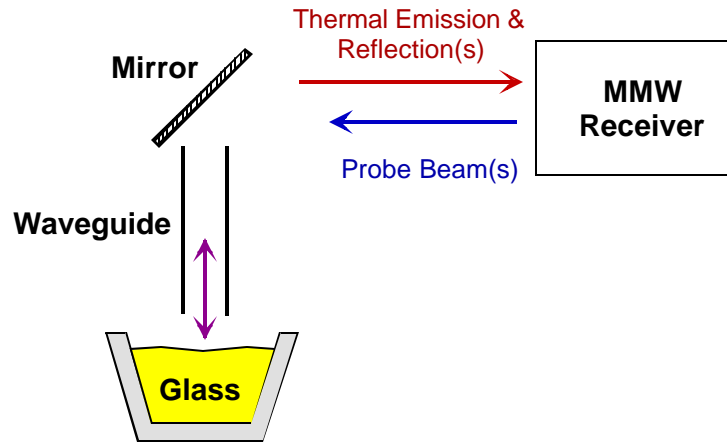 Thermal Emission &
Reflection(s)
Mirror
MMW
Receiver
Probe Beam(s)
Waveguide
Glass